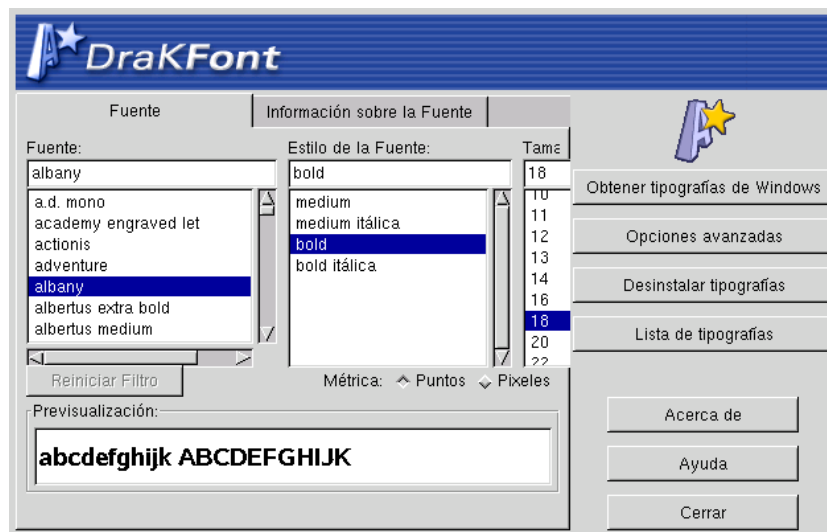 DraKFont
Fuente
Información sobre la Fuente
Fuente:
Estilo de la Fuente:
Tama
albany
bold
18
a.d. mono
academy engraved let
actionis
adventure
albany
albertus extra bold
albertus medium
medium
medium itálica
bold
bold itálica
10
11
12
13
14
16
18
20
22
Reiniciar Filtro
Métrica: Puntos Pixeles
Previsualización:
abcdefghijk ABCDEFGHIJK
Obtener tipografías de Windows
Opciones avanzadas
Desinstalar tipografías
Lista de tipografías
Acerca de
Ayuda
Cerrar